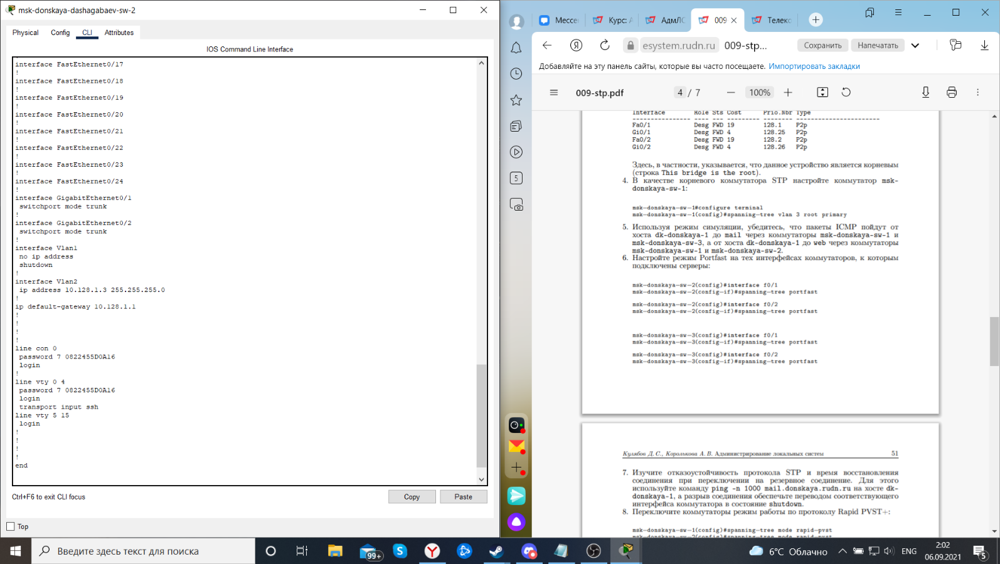 msk-donskaya-dashagabaev-sw-2
Physical
Config
CLI
Attributes
IOS Command Line Interface
interface FastEthernet0/17
!
interface FastEthernet0/18
!
interface FastEthernet0/19
!
interface FastEthernet0/20
!
interface FastEthernet0/21
!
interface FastEthernet0/22
!
interface FastEthernet0/23
!
interface FastEthernet0/24
!
interface GigabitEthernet0/1
switchport mode trunk
!
interface GigabitEthernet0/2
switchport mode trunk
!
interface Vlan1
no ip address
shutdown
!
interface Vlan2
ip address 10.128.1.3 255.255.255.0
!
ip default-gateway 10.128.1.1
!
!
!
!
line con 0
password 7 0822455D0A16
login
!
line vty 0 4
password 7 0822455D0A16
login
transport input ssh
line vty 5 15
login
!
!
!
!
end
Ctrl+F6 to exit CLI focus
Copy
Paste
Top
Мессе
Курс: А
АдмЛС
009
Телекс
esystem.rudn.ru
009-stp...
Сохранить
Напечатать
Добавляйте на эту панель сайты, которые вы часто посещаете. Импортировать закладки
009-stp.pdf
4 / 7
100%
5
Interface Role Sts Cost Prio.Nbr Type
---------------- ---- --- --------- -------- --------------------------------
Fa0/1 Desg FWD 19 128.1 P2p
Gi0/1 Desg FWD 4 128.25 P2p
Fa0/2 Desg FWD 19 128.2 P2p
Gi0/2 Desg FWD 4 128.26 P2p
Здесь, в частности, указывается, что данное устройство является корневым
(строка This bridge is the root).
4. В качестве корневого коммутатора STP настройте коммутатор msk-
donskaya-sw-1:
msk-donskaya-sw-1#configure terminal
msk-donskaya-sw-1(config)#spanning-tree vlan 3 root primary
5. Используя режим симуляции, убедитесь, что пакеты ICMP пойдут от
хоста dk-donskaya-1 до mail через коммутаторы msk-donskaya-sw-1 и
msk-donskaya-sw-3, а от хоста dk-donskaya-1 до web через коммутаторы
msk-donskaya-sw-1 и msk-donskaya-sw-2.
6. Настройте режим Portfast на тех интерфейсах коммутаторов, к которым
подключены серверы:
msk-donskaya-sw-2(config)#interface f0/1
msk-donskaya-sw-2(config-if)#spanning-tree portfast
msk-donskaya-sw-2(config)#interface f0/2
msk-donskaya-sw-2(config-if)#spanning-tree portfast
msk-donskaya-sw-3(config)#interface f0/1
msk-donskaya-sw-3(config-if)#spanning-tree portfast
msk-donskaya-sw-3(config)#interface f0/2
msk-donskaya-sw-3(config-if)#spanning-tree portfast
Кулябов Д. С., Королькова А. В. Администрирование локальных систем 51
7. Изучите отказоустойчивость протокола STP и время восстановления
соединения при переключении на резервное соединение. Для этого
используйте команду ping -n 1000 mail.donskaya.rudn.ru на хосте dk-
donskaya-1, а разрыв соединения обеспечьте переводом соответствующего
интерфейса коммутатора в состояние shutdown.
8. Переключите коммутаторы режим работы по протоколу Rapid PVST+:
msk-donskaya-sw-1(config)#spanning-tree mode rapid-pvst
Введите здесь текст для поиска
99+
6°C Облачно
ENG
2:02
06.09.2021
5